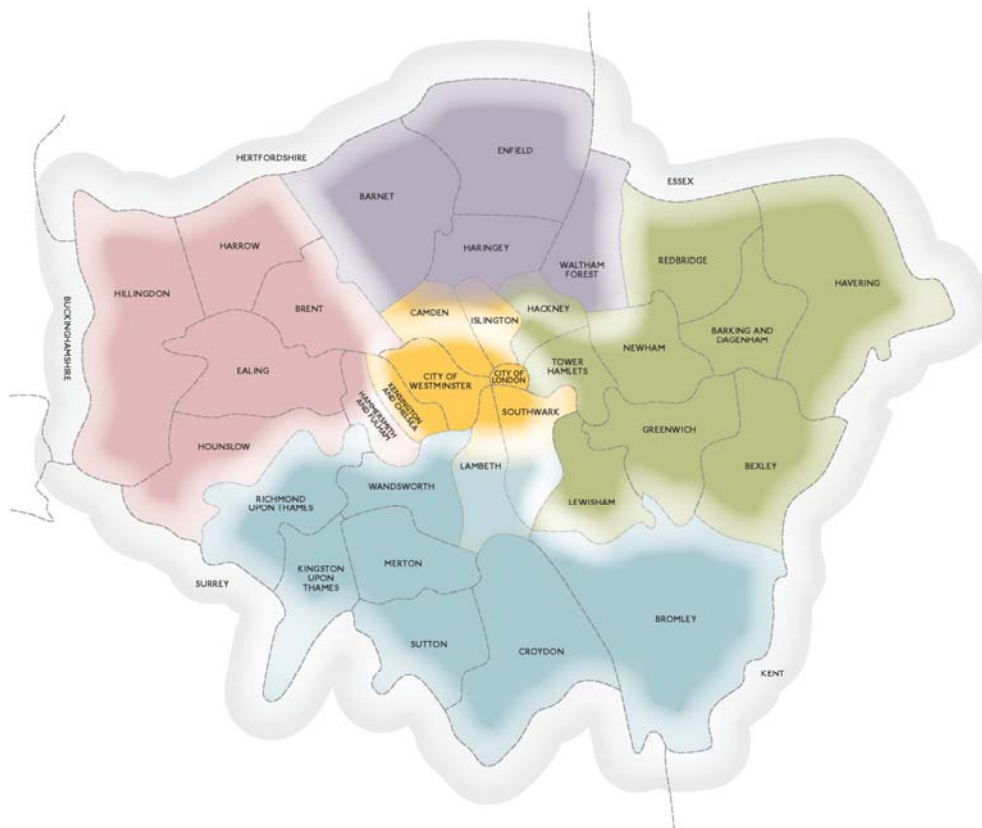 ENFIELD
HERTFORDSHIRE
ESSEX
BARNET
HARROW
HARINGEY
REDBRIDGE
WALTHAM
FOREST
HAVERING
HILLINGDON
BRENT
CAMDEN
ISLINGTON
HACKNEY
BUCKINGHAMSHIRE
BARKING AND
DAGENHAM
NEWHAM
TOWER
HAMLETS
EALING
CITY OF
WESTMINSTER
CITY OF
LONDON
KENSINGTON
AND CHELSEA
HAMMERSMITH
AND FULHAM
SOUTHWARK
GREENWICH
HOUNSLOW
LAMBETH
BEXLEY
WANDSWORTH
RICHMOND
UPON THAMES
LEWISHAM
MERTON
KINGSTON
UPON
THAMES
SURREY
BROMLEY
SUTTON
CROYDON
KENT